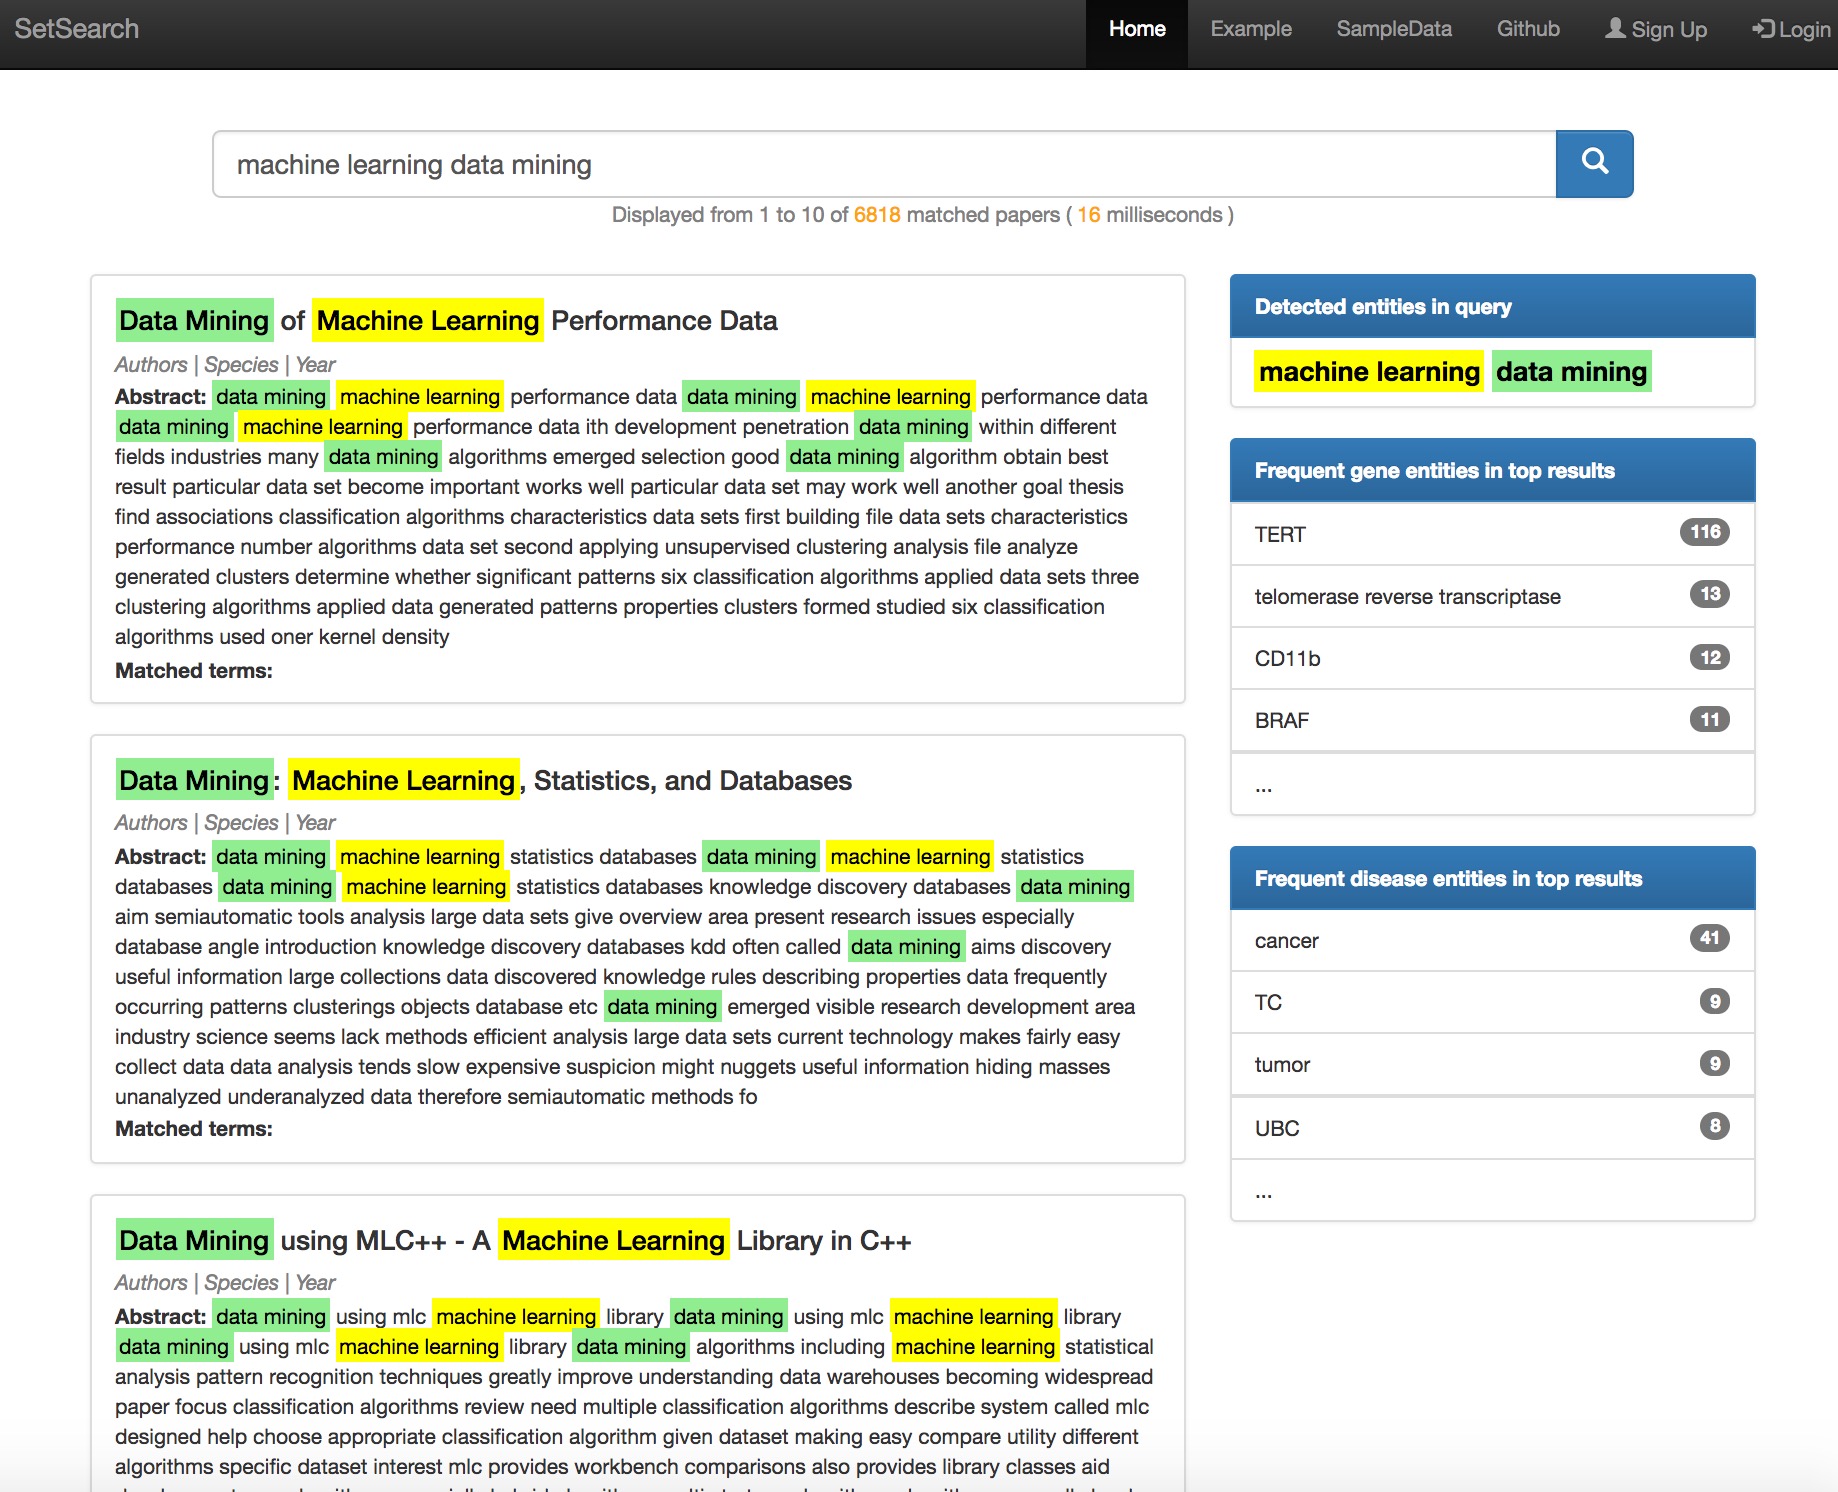 SetSearch Home Example SampleData Github Sign Up Login
machine learning data mining
Displayed from 1 to 10 of 6818 matched papers ( 16 milliseconds )
Data Mining of Machine Learning Performance Data
Authors | Species | Year
Abstract: data mining machine learning performance data data mining machine learning performance data
data mining machine learning performance data ith development penetration data mining within different
fields industries many data mining algorithms emerged selection good data mining algorithm obtain best
result particular data set become important works well particular data set may work well another goal thesis
find associations classification algorithms characteristics data sets first building file data sets characteristics
performance number algorithms data set second applying unsupervised clustering analysis file analyze
generated clusters determine whether significant patterns six classification algorithms applied data sets three
clustering algorithms applied data generated patterns properties clusters formed studied six classification
algorithms used oner kernel density
Matched terms:
Data Mining: Machine Learning, Statistics, and Databases
Authors | Species | Year
Abstract: data mining machine learning statistics databases data mining machine learning statistics
databases data mining machine learning statistics databases knowledge discovery databases data mining
aim semiautomatic tools analysis large data sets give overview area present research issues especially
database angle introduction knowledge discovery databases kdd often called data mining aims discovery
useful information large collections data discovered knowledge rules describing properties data frequently
occurring patterns clusterings objects database etc data mining emerged visible research development area
industry science seems lack methods efficient analysis large data sets current technology makes fairly easy
collect data data analysis tends slow expensive suspicion might nuggets useful information hiding masses
unanalyzed underanalyzed data therefore semiautomatic methods fo
Matched terms:
Data Mining using MLC++ - A Machine Learning Library in C++
Authors | Species | Year
Abstract: data mining using mlc machine learning library data mining using mlc machine learning library
data mining using mlc machine learning library data mining algorithms including machine learning statistical
analysis pattern recognition techniques greatly improve understanding data warehouses becoming widespread
paper focus classification algorithms review need multiple classification algorithms describe system called mlc
designed help choose appropriate classification algorithm given dataset making easy compare utility different
algorithms specific dataset interest mlc provides workbench comparisons also provides library classes aid
Detected entities in query
machine learning data mining
Frequent gene entities in top results
TERT 116
telomerase reverse transcriptase 13
CD11b 12
BRAF 11
...
Frequent disease entities in top results
cancer 41
TC 9
tumor 9
UBC 8
...